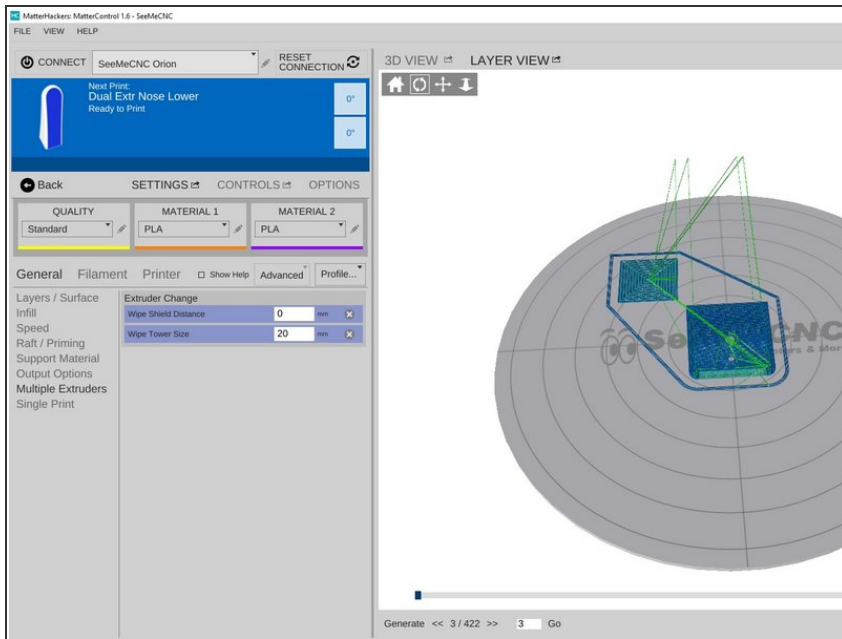 MatterHackers: MatterControl 1.6 - SeeMeCNC
FILE VIEW HELP
CONNECT SeeMeCNC Orion RESET CONNECTION
3D VIEW LAYER VIEW
Next Print:
Dual Extr Nose Lower
Ready to Print
0°
0°
Back SETTINGS CONTROLS OPTIONS
QUALITY MATERIAL 1 MATERIAL 2
Standard PLA PLA
General Filament Printer Show Help Advanced Profile...
Layers / Surface
Infill
Speed
Raft / Priming
Support Material
Output Options
Multiple Extruders
Single Print
Extruder Change
Wipe Shield Distance 0 mm
Wipe Tower Size 20 mm
Generate << 3 / 422 >> 3 Go